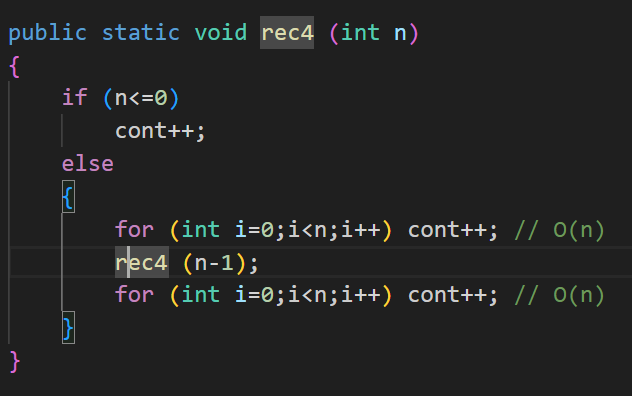 public static void rec4 (int n)
{
    if (n<=0)
        cont++;
    else
    {
        for (int i=0;i<n;i++) cont++; // O(n)
        rec4 (n-1);
        for (int i=0;i<n;i++) cont++; // O(n)
    }
}